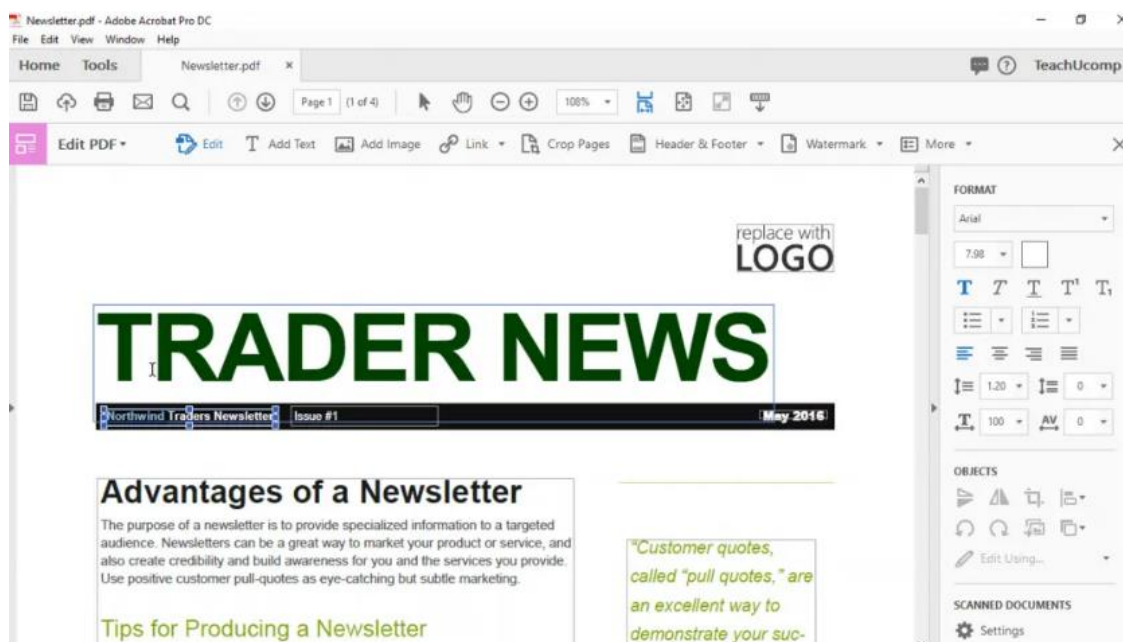 Newsletter.pdf - Adobe Acrobat Pro DC
File Edit View Window Help
Home Tools Newsletter.pdf × TeachUcomp
Page 1 (1 of 4) 108%
Edit PDF Edit Add Text Add Image Link Crop Pages Header & Footer Watermark More
FORMAT
Arial
7.98
1.20 0
100 AV 0
OBJECTS
Edit Using...
SCANNED DOCUMENTS
Settings
replace with
LOGO
TRADER NEWS
Northwind Traders Newsletter Issue #1 May 2016
Advantages of a Newsletter
The purpose of a newsletter is to provide specialized information to a targeted
audience. Newsletters can be a great way to market your product or service, and
also create credibility and build awareness for you and the services you provide.
Use positive customer pull-quotes as eye-catching but subtle marketing.
Tips for Producing a Newsletter
"Customer quotes,
called "pull quotes," are
an excellent way to
demonstrate your suc-